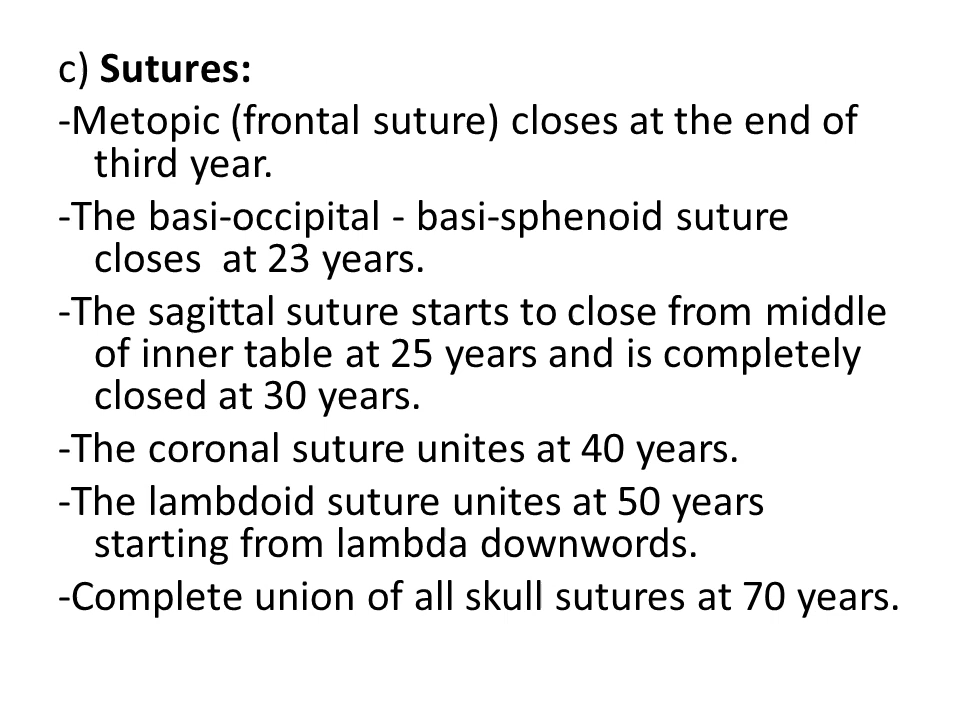 c) Sutures:
-Metopic (frontal suture) closes at the end of
third year.
-The basi-occipital - basi-sphenoid suture
closes  at 23 years.
-The sagittal suture starts to close from middle
of inner table at 25 years and is completely
closed at 30 years.
-The coronal suture unites at 40 years.
-The lambdoid suture unites at 50 years
starting from lambda downwords.
-Complete union of all skull sutures at 70 years.